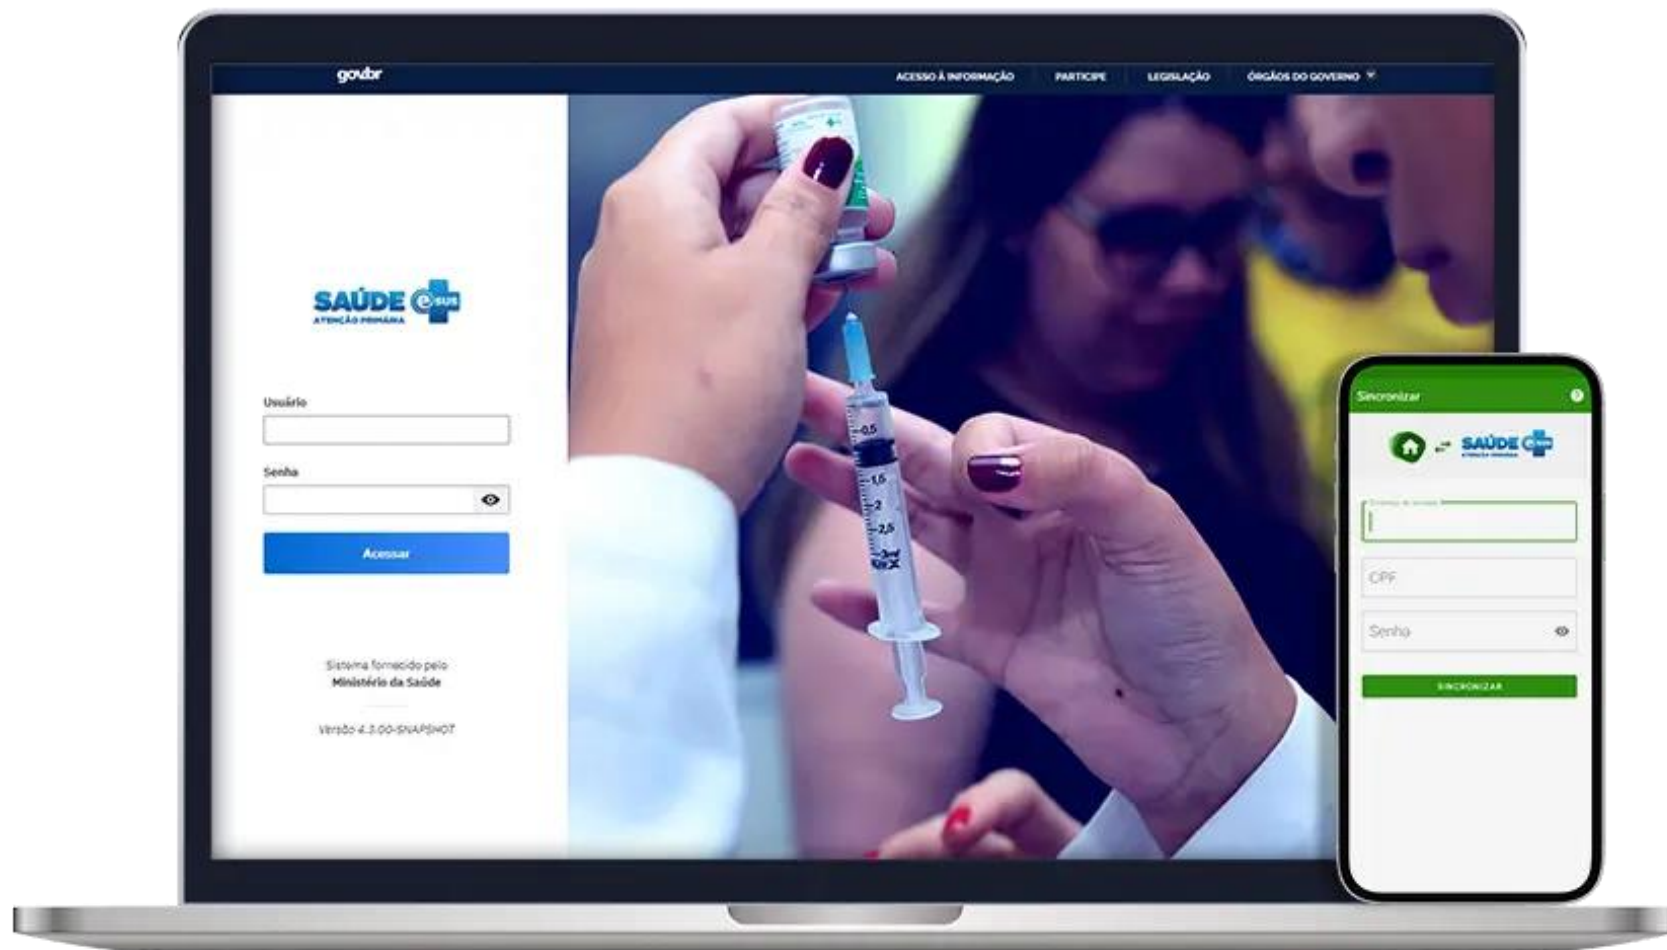 gov.br
ACESSO À INFORMAÇÃO PARTICIPE LEGISLAÇÃO ÓRGÃOS DO GOVERNO
SAÚDE e SUS
ATENÇÃO PRIMÁRIA
Usuário
Senha
Acessar
Sistema fornecido pelo
Ministério da Saúde
Versão 4.3.00-SNAPSHOT
0,5
1,5
2
2,5
3ml
Sincronizar ?
SAÚDE e SUS
ATENÇÃO PRIMÁRIA
CPF
Senha
SINCRONIZAR